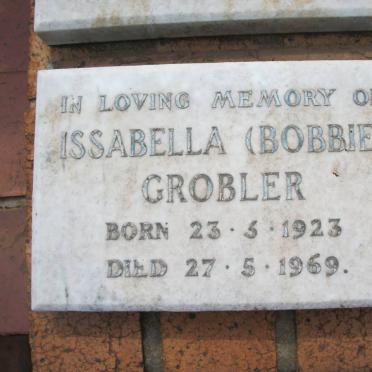 IN LOVING MEMORY O
ISSABELLA (BOBBIE
GROBLER
BORN 23·5·1923
DIED 27·5·1969.